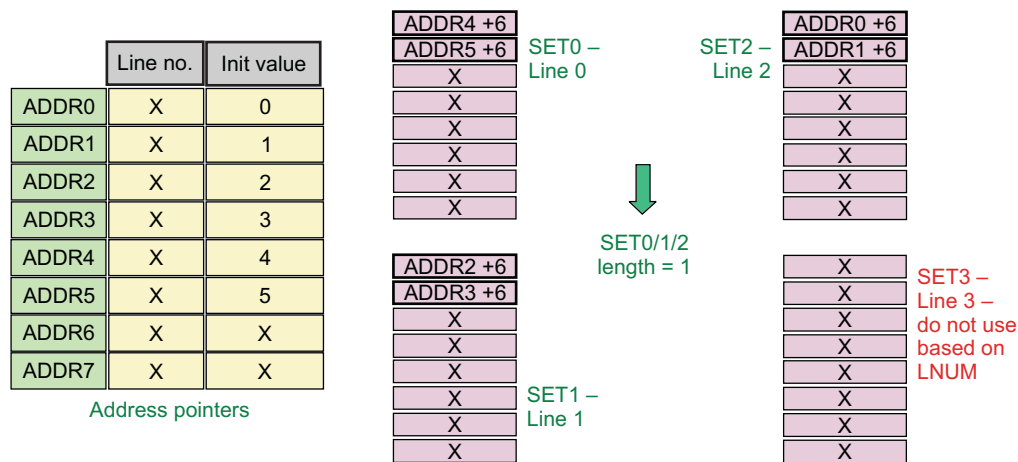 Line no. Init value
ADDR0 X 0
ADDR1 X 1
ADDR2 X 2
ADDR3 X 3
ADDR4 X 4
ADDR5 X 5
ADDR6 X X
ADDR7 X X
Address pointers
ADDR4 +6
ADDR5 +6
X
X
X
X
X
X
SET0 –
Line 0
ADDR2 +6
ADDR3 +6
X
X
X
X
X
X
SET1 –
Line 1
SET0/1/2
length = 1
SET2 –
Line 2
ADDR0 +6
ADDR1 +6
X
X
X
X
X
X
X
X
X
X
X
X
X
X
SET3 –
Line 3 –
do not use
based on
LNUM